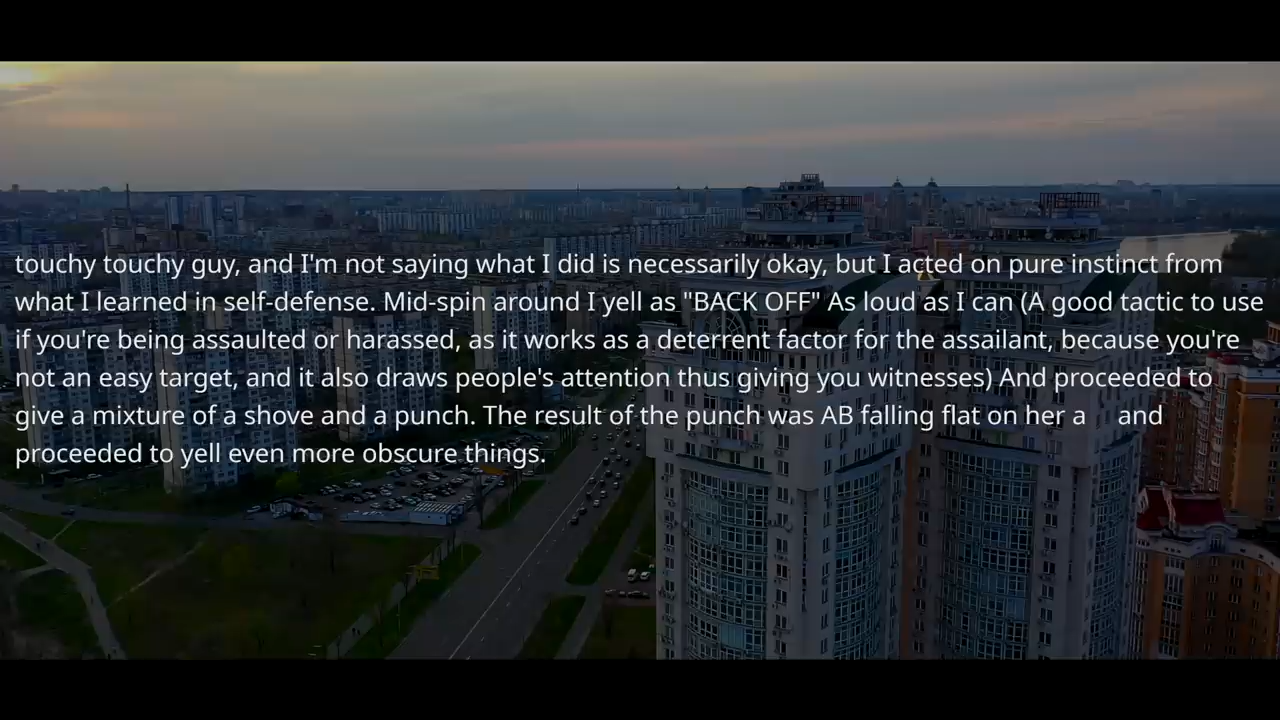 touchy touchy guy, and I'm not saying what I did is necessarily okay, but I acted on pure instinct from
what I learned in self-defense. Mid-spin around I yell as "BACK OFF" As loud as I can (A good tactic to use
if you're being assaulted or harassed, as it works as a deterrent factor for the assailant, because you're
not an easy target, and it also draws people's attention thus giving you witnesses) And proceeded to
give a mixture of a shove and a punch. The result of the punch was AB falling flat on her a and
proceeded to yell even more obscure things.